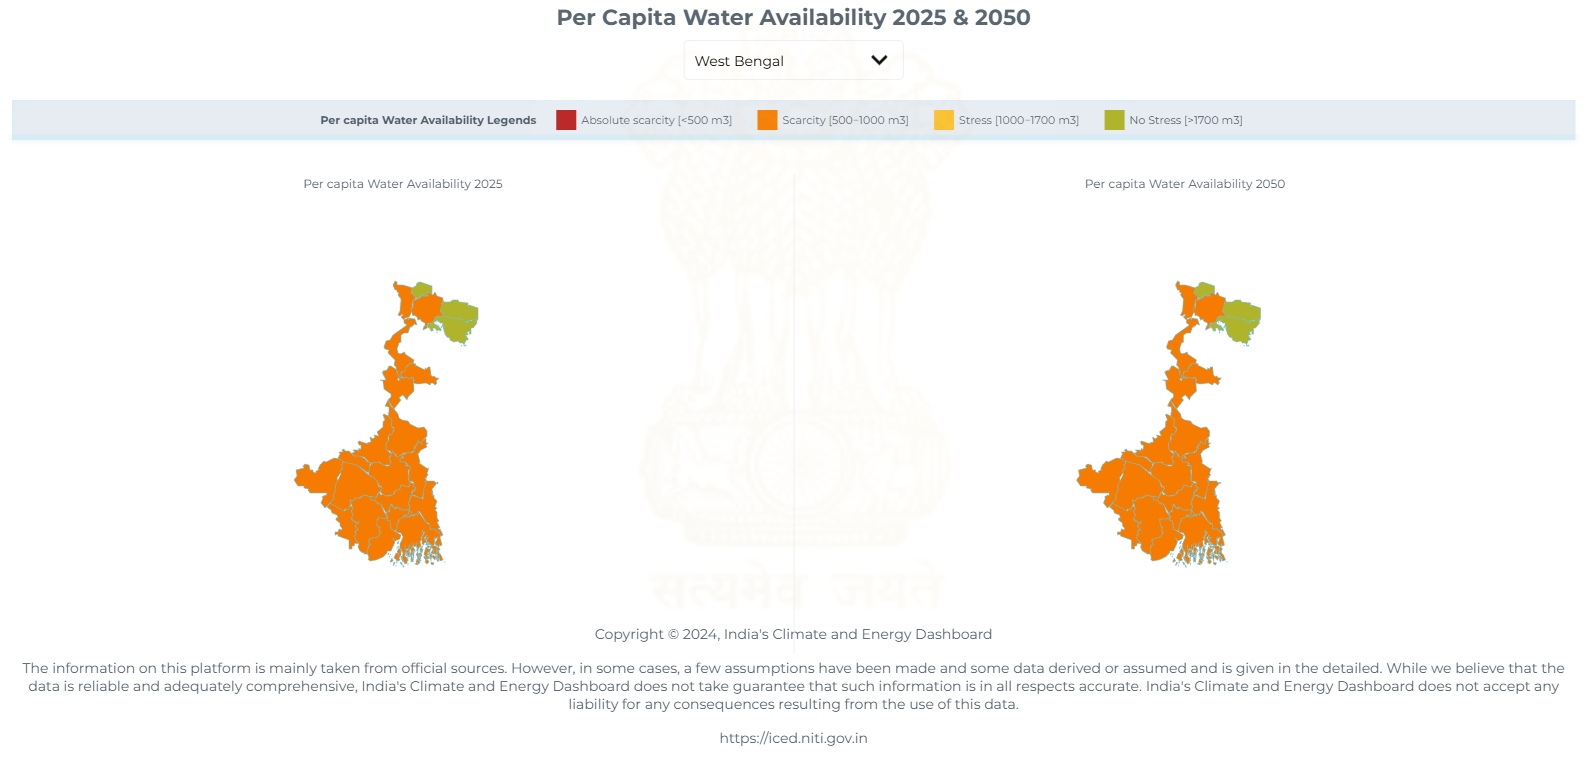 Per Capita Water Availability 2025 & 2050
West Bengal
Per capita Water Availability Legends Absolute scarcity [<500 m3] Scarcity [500-1000 m3] Stress [1000-1700 m3] No Stress [>1700 m3]
Per capita Water Availability 2025
Per capita Water Availability 2050
सत्यमेव जयते
Copyright © 2024, India's Climate and Energy Dashboard
The information on this platform is mainly taken from official sources. However, in some cases, a few assumptions have been made and some data derived or assumed and is given in the detailed. While we believe that the
data is reliable and adequately comprehensive, India's Climate and Energy Dashboard does not take guarantee that such information is in all respects accurate. India's Climate and Energy Dashboard does not accept any
liability for any consequences resulting from the use of this data.
https://iced.niti.gov.in